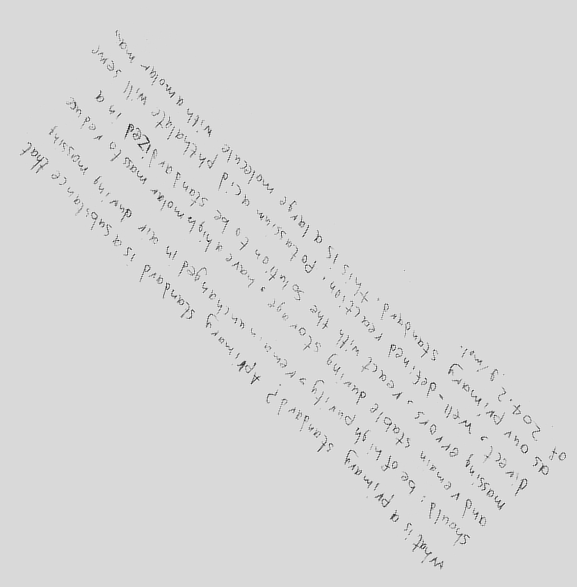 What is a primary standard? A primary standard is a substance that
should: be of high purity, remain unchanged in air during massing
and remain stable during storage, have a high molar mass to reduce
massing errors, react with the solution to be standardized in a
direct, well-defined reaction. Potassium acid phthalate will serve
as our primary standard. This is a large molecule with a molar mass
of 204.2 g/mol.